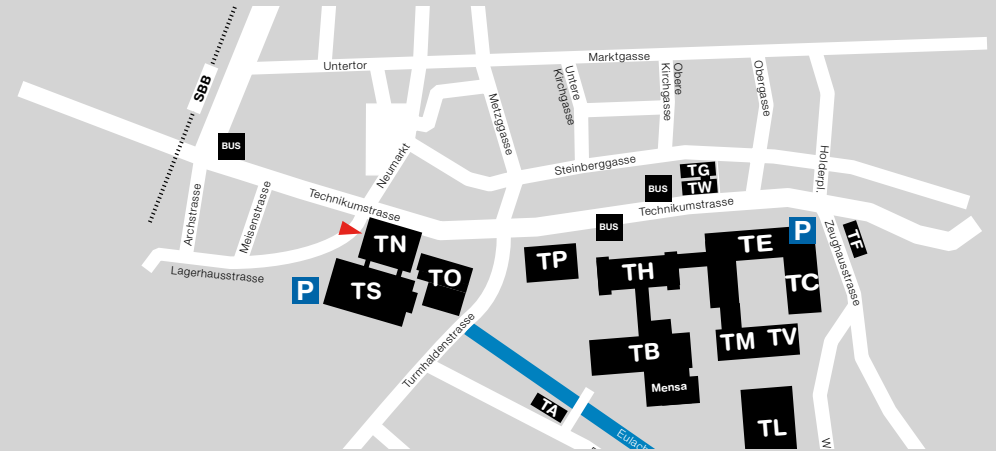 Marktgasse
Untertor
SBB
Untere
Kirchgasse
Obere
Kirchgasse
Obergasse
Metzggasse
BUS
Neumarkt
Steinberggasse
Holderpl.
TG
TW
BUS
Archstrasse
Meisenstrasse
Technikumstrasse
Technikumstrasse
BUS
P
TF
TN
TE
Zeughausstrasse
Lagerhausstrasse
TP
TH
TO
TC
P
TS
TM
TV
TB
Turmhaldenstrasse
Mensa
TA
TL
Eulach
W